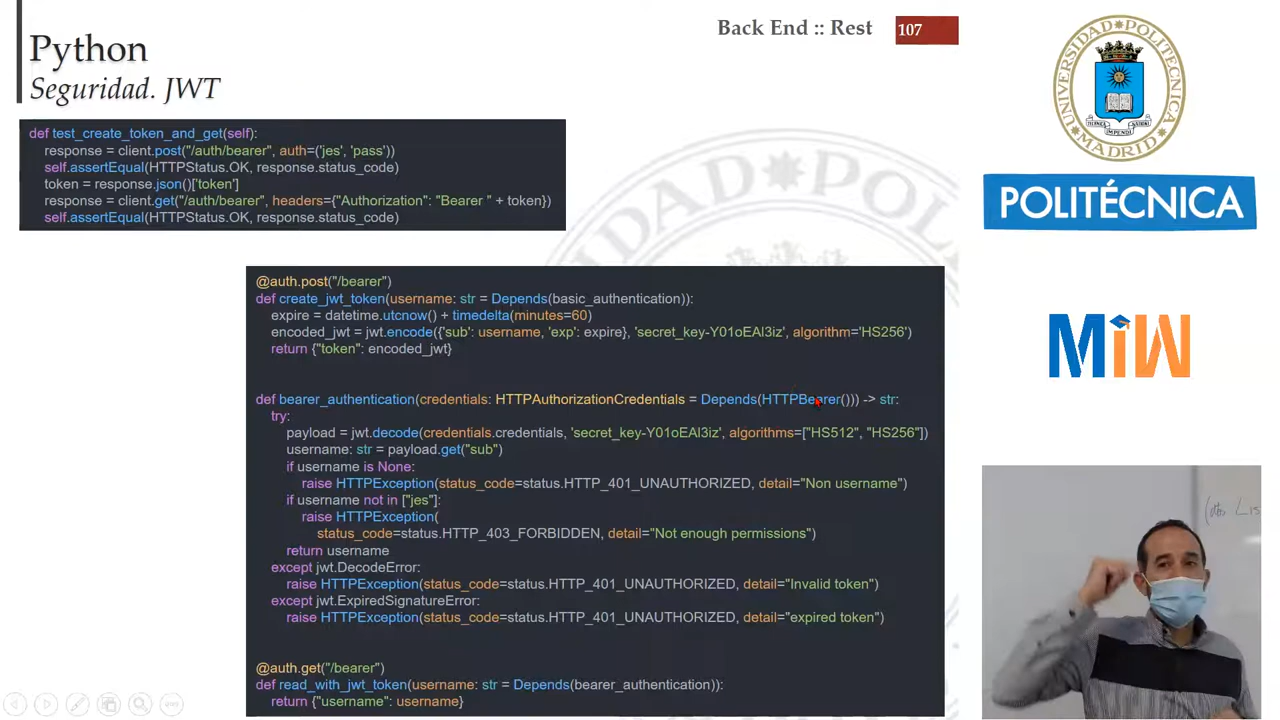 Python
Seguridad. JWT
Back End :: Rest
107
def test_create_token_and_get(self):
response = client.post("/auth/bearer", auth=('jes', 'pass'))
self.assertEqual(HTTPStatus.OK, response.status_code)
token = response.json()['token']
response = client.get("/auth/bearer", headers={"Authorization": "Bearer " + token})
self.assertEqual(HTTPStatus.OK, response.status_code)
@auth.post("/bearer")
def create_jwt_token(username: str = Depends(basic_authentication)):
expire = datetime.utcnow() + timedelta(minutes=60)
encoded_jwt = jwt.encode({'sub': username, 'exp': expire}, 'secret_key-Y01oEAl3iz', algorithm='HS256')
return {"token": encoded_jwt}
def bearer_authentication(credentials: HTTPAuthorizationCredentials = Depends(HTTPBearer())) -> str:
try:
payload = jwt.decode(credentials.credentials, 'secret_key-Y01oEAl3iz', algorithms=["HS512", "HS256"])
username: str = payload.get("sub")
if username is None:
raise HTTPException(status_code=status.HTTP_401_UNAUTHORIZED, detail="Non username")
if username not in ["jes"]:
raise HTTPException(
status_code=status.HTTP_403_FORBIDDEN, detail="Not enough permissions")
return username
except jwt.DecodeError:
raise HTTPException(status_code=status.HTTP_401_UNAUTHORIZED, detail="Invalid token")
except jwt.ExpiredSignatureError:
raise HTTPException(status_code=status.HTTP_401_UNAUTHORIZED, detail="expired token")
@auth.get("/bearer")
def read_with_jwt_token(username: str = Depends(bearer_authentication)):
return {"username": username}
UNIVERSIDAD POLITÉCNICA
MADRID
POLITÉCNICA
MiW